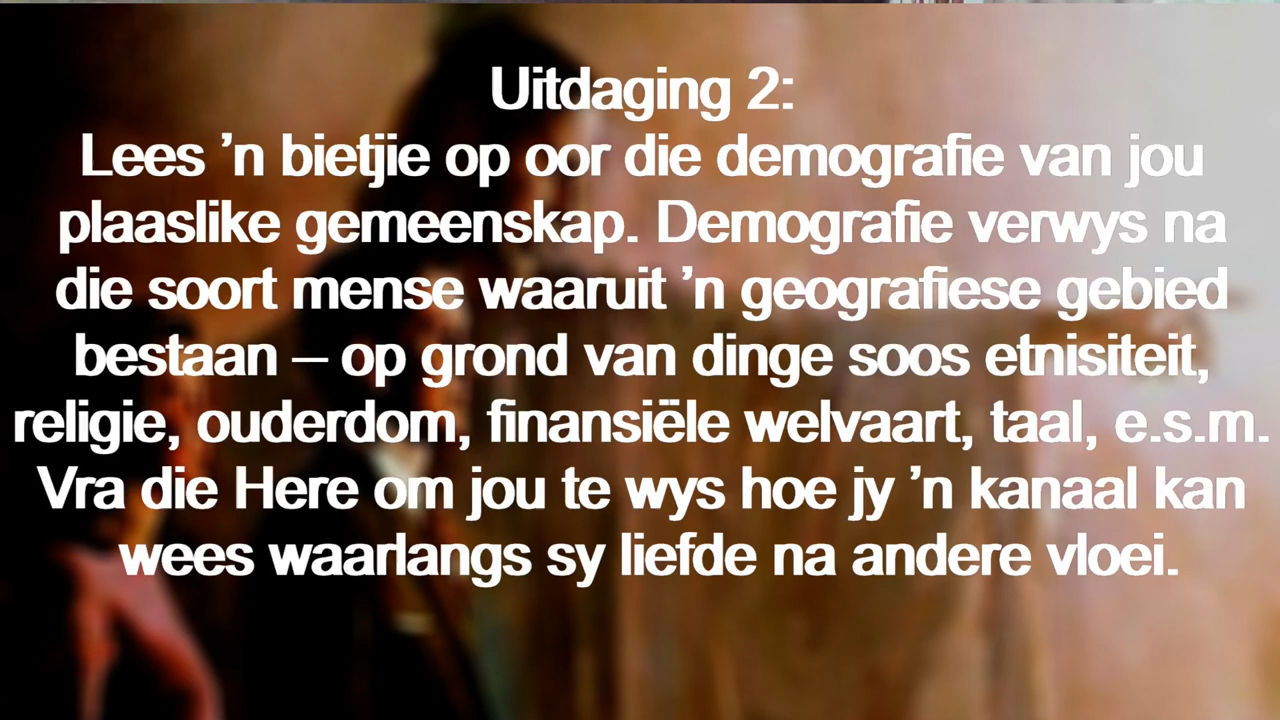 Uitdaging 2:
Lees ’n bietjie op oor die demografie van jou
plaaslike gemeenskap. Demografie verwys na
die soort mense waaruit ’n geografiese gebied
bestaan – op grond van dinge soos etnisiteit,
religie, ouderdom, finansiële welvaart, taal, e.s.m.
Vra die Here om jou te wys hoe jy ’n kanaal kan
wees waarlangs sy liefde na andere vloei.